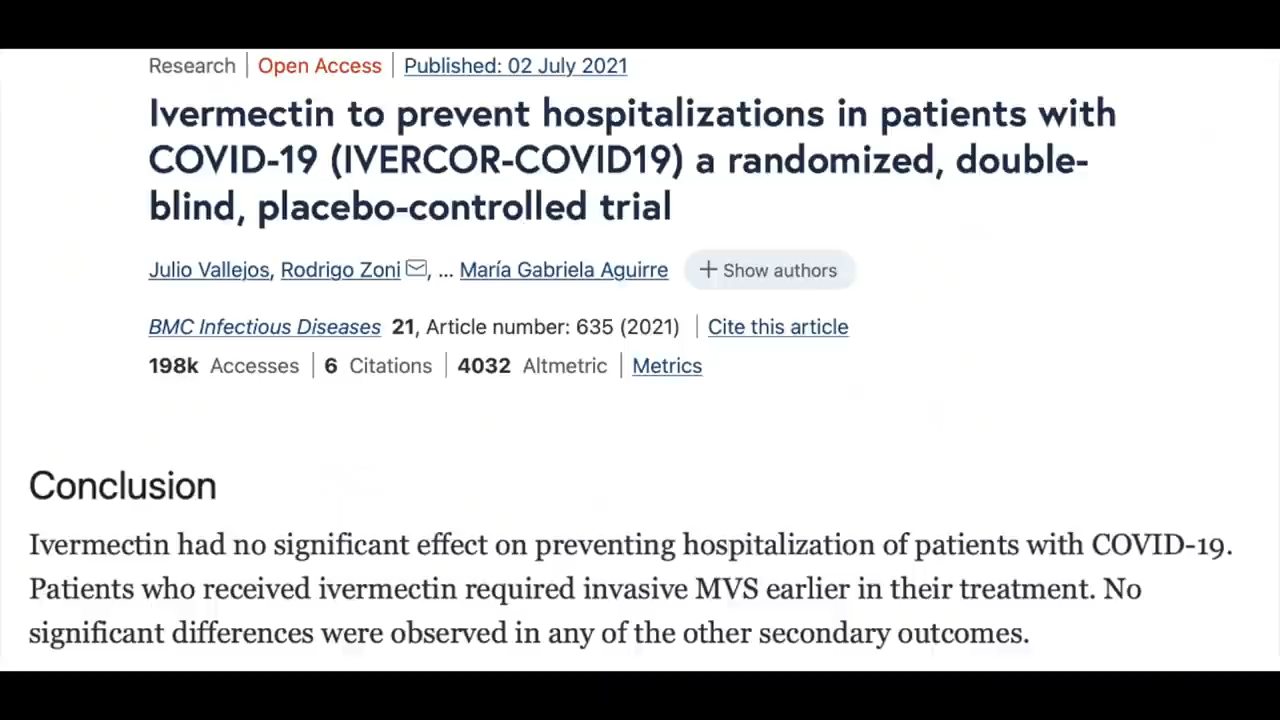 Research | Open Access | Published: 02 July 2021
Ivermectin to prevent hospitalizations in patients with
COVID-19 (IVERCOR-COVID19) a randomized, double-
blind, placebo-controlled trial
Julio Vallejos, Rodrigo Zoni, ... María Gabriela Aguirre + Show authors
BMC Infectious Diseases 21, Article number: 635 (2021) | Cite this article
198k Accesses | 6 Citations | 4032 Altmetric | Metrics
Conclusion
Ivermectin had no significant effect on preventing hospitalization of patients with COVID-19.
Patients who received ivermectin required invasive MVS earlier in their treatment. No
significant differences were observed in any of the other secondary outcomes.